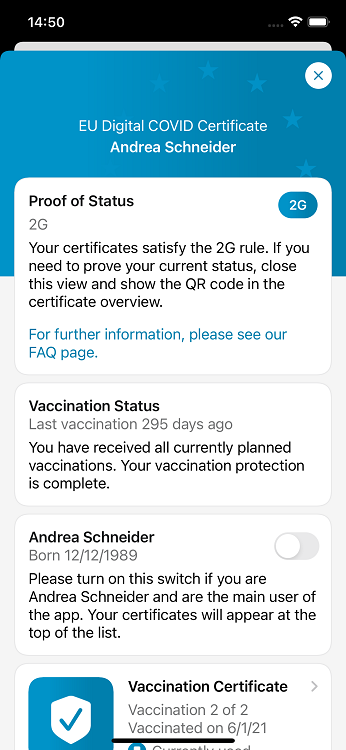 14:50
EU Digital COVID Certificate
Andrea Schneider
Proof of Status
2G
2G
Your certificates satisfy the 2G rule. If you
need to prove your current status, close
this view and show the QR code in the
certificate overview.
For further information, please see our
FAQ page.
Vaccination Status
Last vaccination 295 days ago
You have received all currently planned
vaccinations. Your vaccination protection
is complete.
Andrea Schneider
Born 12/12/1989
Please turn on this switch if you are
Andrea Schneider and are the main user of
the app. Your certificates will appear at the
top of the list.
Vaccination Certificate
Vaccination 2 of 2
Vaccinated on 6/1/21
Currently used